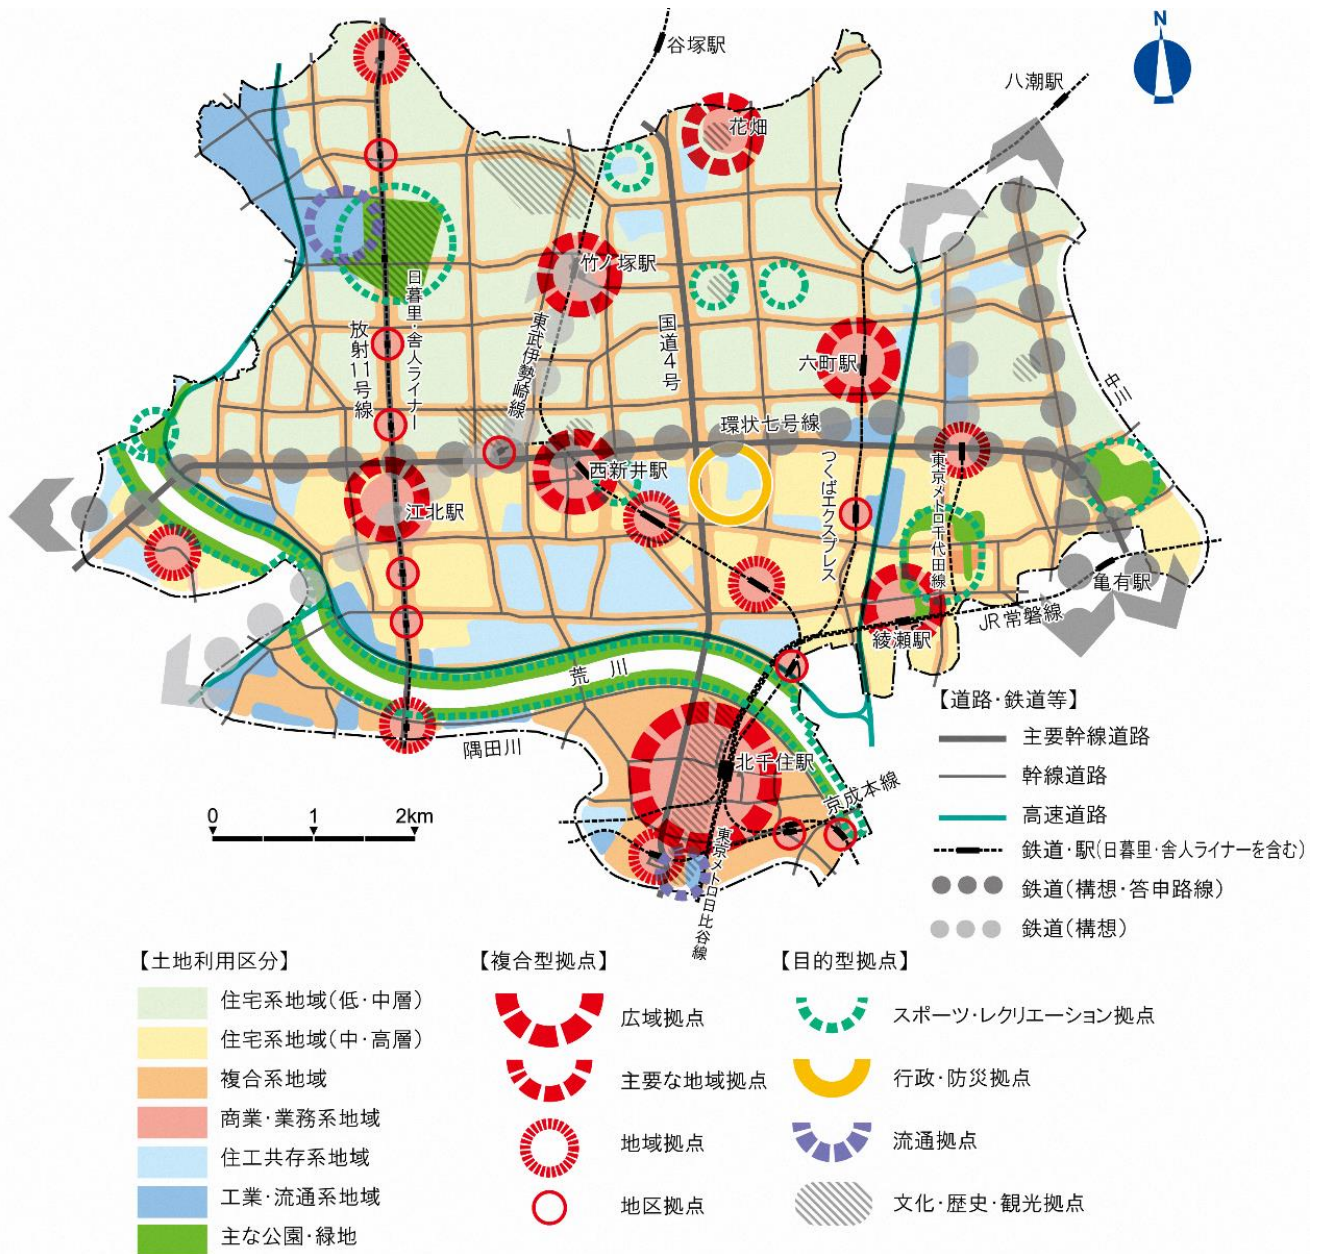 N
谷塚駅
八潮駅
花畑
竹ノ塚駅
日暮里・舎人ライナー
放射11号線
東武伊勢崎線
国道4号
六町駅
中川
環状七号線
西新井駅
つくばエクスプレス
東京メトロ千代田線
江北駅
亀有駅
JR常磐線
綾瀬駅
荒川
隅田川
北千住駅
京成本線
東京メトロ日比谷線
0 1 2km
【道路・鉄道等】
主要幹線道路
幹線道路
高速道路
鉄道・駅(日暮里・舎人ライナーを含む)
鉄道(構想・答申路線)
鉄道(構想)
【土地利用区分】
住宅系地域(低・中層)
住宅系地域(中・高層)
複合系地域
商業・業務系地域
住工共存系地域
工業・流通系地域
主な公園・緑地
【複合型拠点】
広域拠点
主要な地域拠点
地域拠点
地区拠点
【目的型拠点】
スポーツ・レクリエーション拠点
行政・防災拠点
流通拠点
文化・歴史・観光拠点